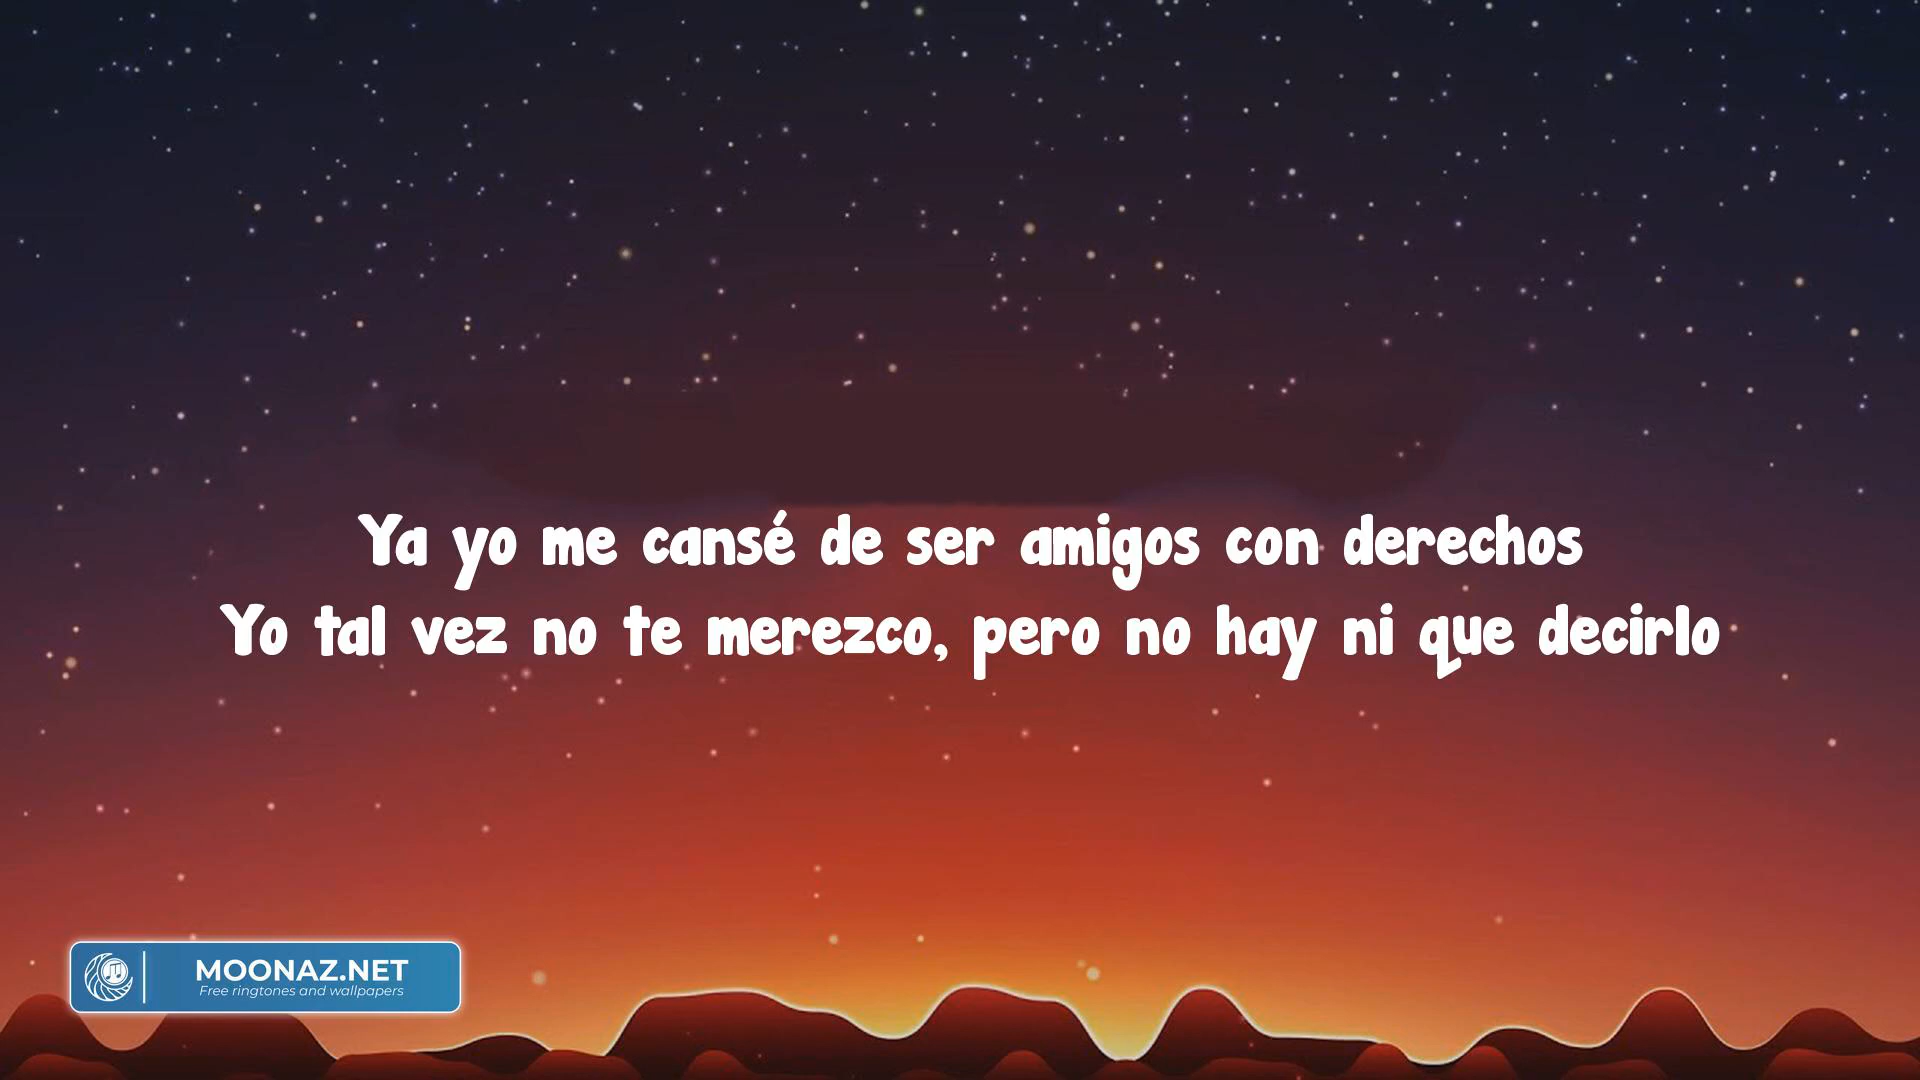 Ya yo me cansé de ser amigos con derechos
Yo tal vez no te merezco, pero no hay ni que decirlo
MOONAZ.NET
Free ringtones and wallpapers